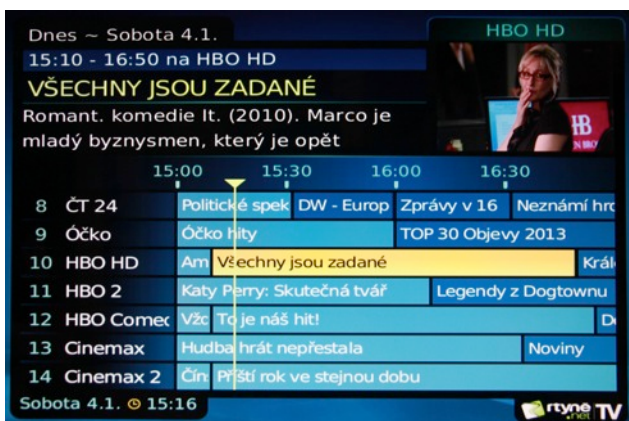 Dnes ~ Sobota 4.1.
HBO HD
15:10 - 16:50 na HBO HD
VŠECHNY JSOU ZADANÉ
Romant. komedie It. (2010). Marco je
mladý byznysmen, který je opět
HB
15:00 15:30 16:00 16:30
8 ČT 24 Politické spek DW - Europ Zprávy v 16 Neznámí hrd
9 Óčko Óčko hity TOP 30 Objevy 2013
10 HBO HD Am Všechny jsou zadané Král
11 HBO 2 Katy Perry: Skutečná tvář Legendy z Dogtownu
12 HBO Comed Vžd To je náš hit! De
13 Cinemax Hudba hrát nepřestala Noviny
14 Cinemax 2 Čín Příští rok ve stejnou dobu
Sobota 4.1. 15:16
rtyně.net TV